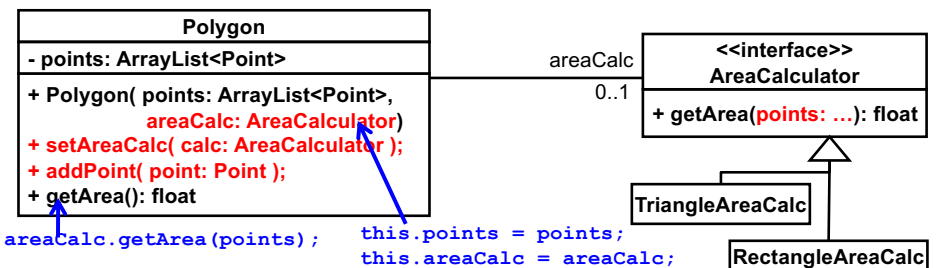 Polygon
- points: ArrayList<Point>
+ Polygon( points: ArrayList<Point>,
areaCalc: AreaCalculator)
+ setAreaCalc( calc: AreaCalculator );
+ addPoint( point: Point );
+ getArea(): float
areaCalc.getArea(points);
this.points = points;
this.areaCalc = areaCalc;
areaCalc
0..1
<<interface>>
AreaCalculator
+ getArea(points: …): float
TriangleAreaCalc
RectangleAreaCalc